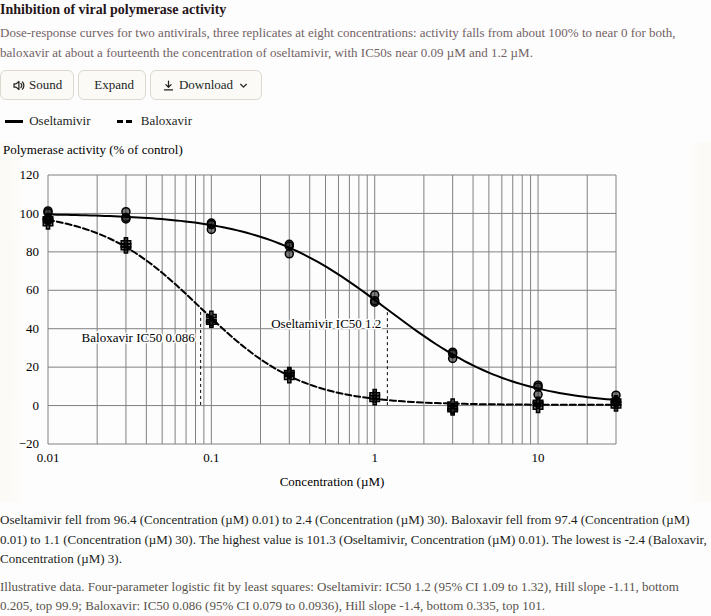 Inhibition of viral polymerase activity
Dose-response curves for two antivirals, three replicates at eight concentrations: activity falls from about 100% to near 0 for both,
baloxavir at about a fourteenth the concentration of oseltamivir, with IC50s near 0.09 µM and 1.2 µM.
Sound Expand Download
Oseltamivir Baloxavir
Polymerase activity (% of control)
120
100
80
60
40
20
0
−20
Oseltamivir IC50 1.2
Baloxavir IC50 0.086
0.01 0.1 1 10
Concentration (µM)
Oseltamivir fell from 96.4 (Concentration (µM) 0.01) to 2.4 (Concentration (µM) 30). Baloxavir fell from 97.4 (Concentration (µM)
0.01) to 1.1 (Concentration (µM) 30). The highest value is 101.3 (Oseltamivir, Concentration (µM) 0.01). The lowest is -2.4 (Baloxavir,
Concentration (µM) 3).
Illustrative data. Four-parameter logistic fit by least squares: Oseltamivir: IC50 1.2 (95% CI 1.09 to 1.32), Hill slope -1.11, bottom
0.205, top 99.9; Baloxavir: IC50 0.086 (95% CI 0.079 to 0.0936), Hill slope -1.4, bottom 0.335, top 101.